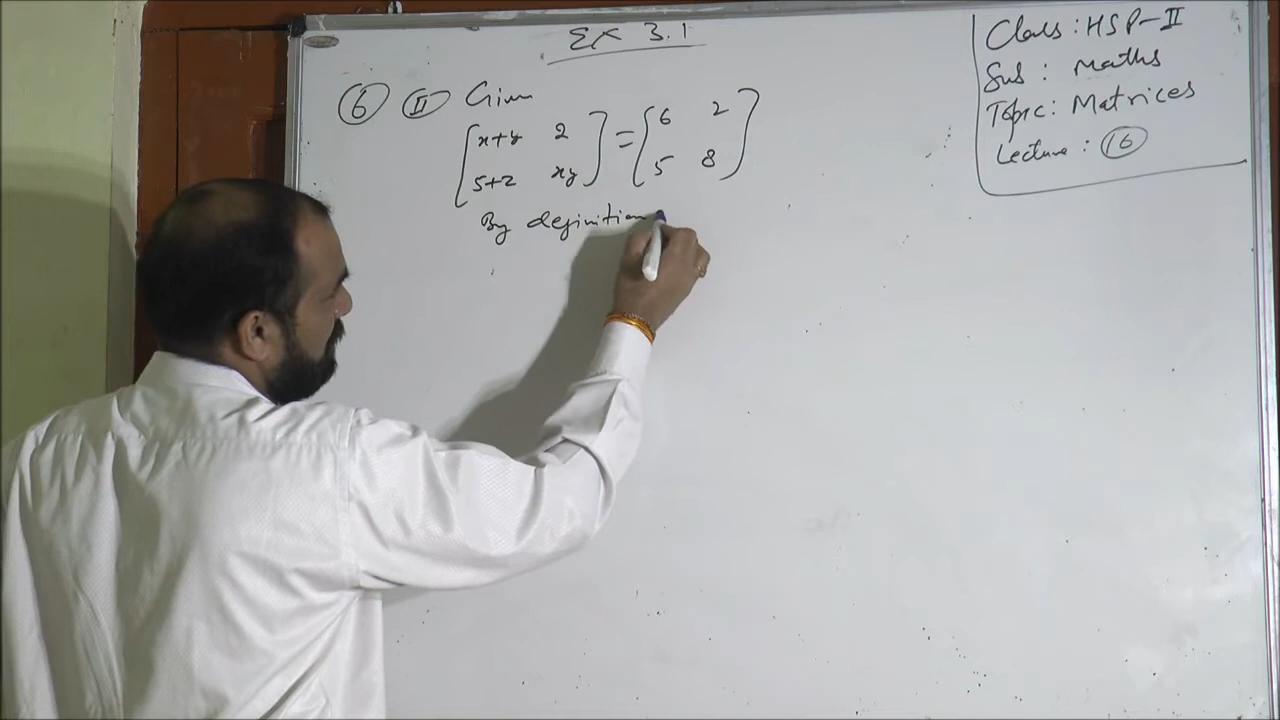 Ex 3.1
6 II Given
[x+y 2] = [6 2]
[5+z xy] [5 8]
By definition
Class: HSP-II
Sub: Maths
Topic: Matrices
Lecture: 16